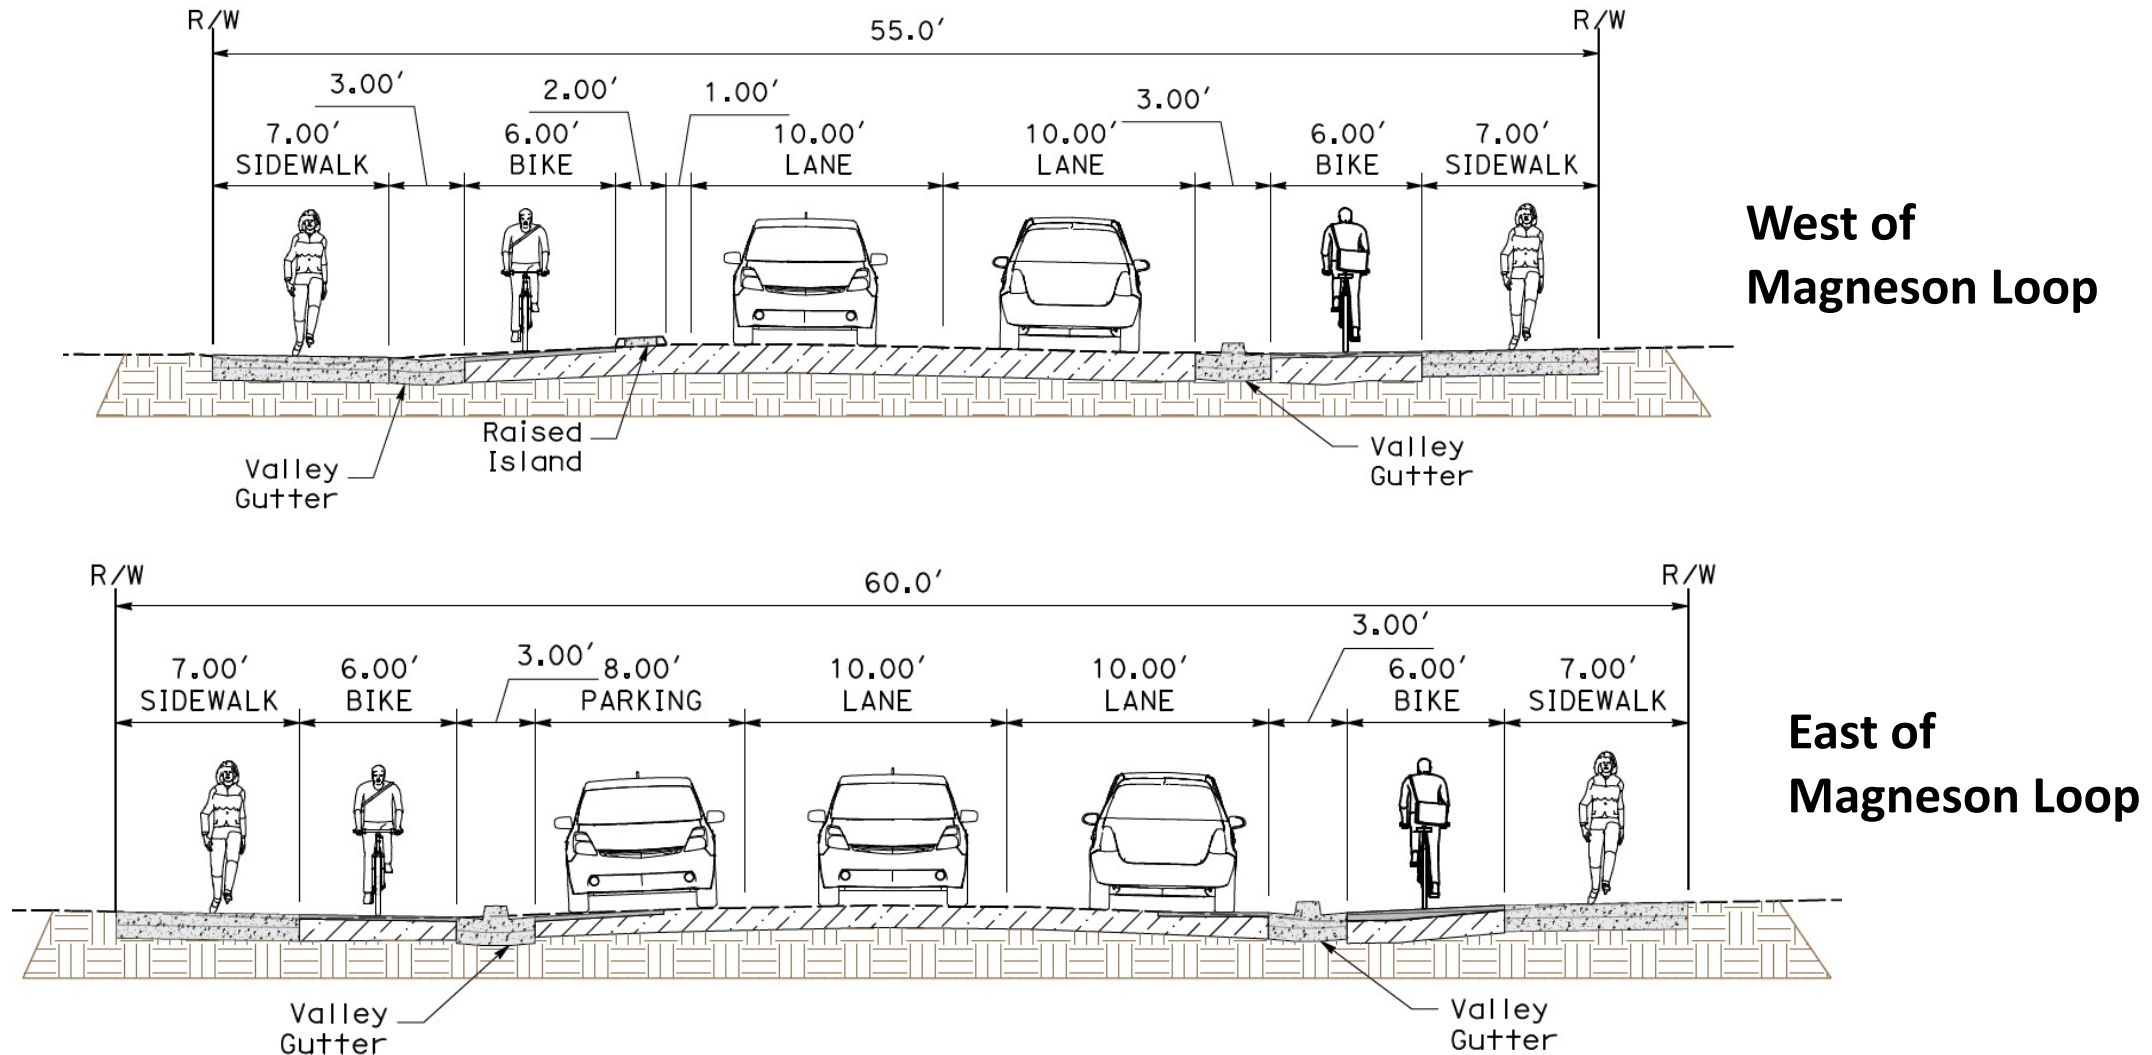 R/W
R/W
55.0'
3.00'
2.00'
1.00'
3.00'
7.00'
SIDEWALK
6.00'
BIKE
10.00'
LANE
10.00'
LANE
6.00'
BIKE
7.00'
SIDEWALK
West of
Magneson Loop
Raised
Island
Valley
Gutter
Valley
Gutter
R/W
R/W
60.0'
3.00'
7.00'
SIDEWALK
6.00'
BIKE
3.00'
8.00'
PARKING
10.00'
LANE
10.00'
LANE
6.00'
BIKE
7.00'
SIDEWALK
East of
Magneson Loop
Valley
Gutter
Valley
Gutter